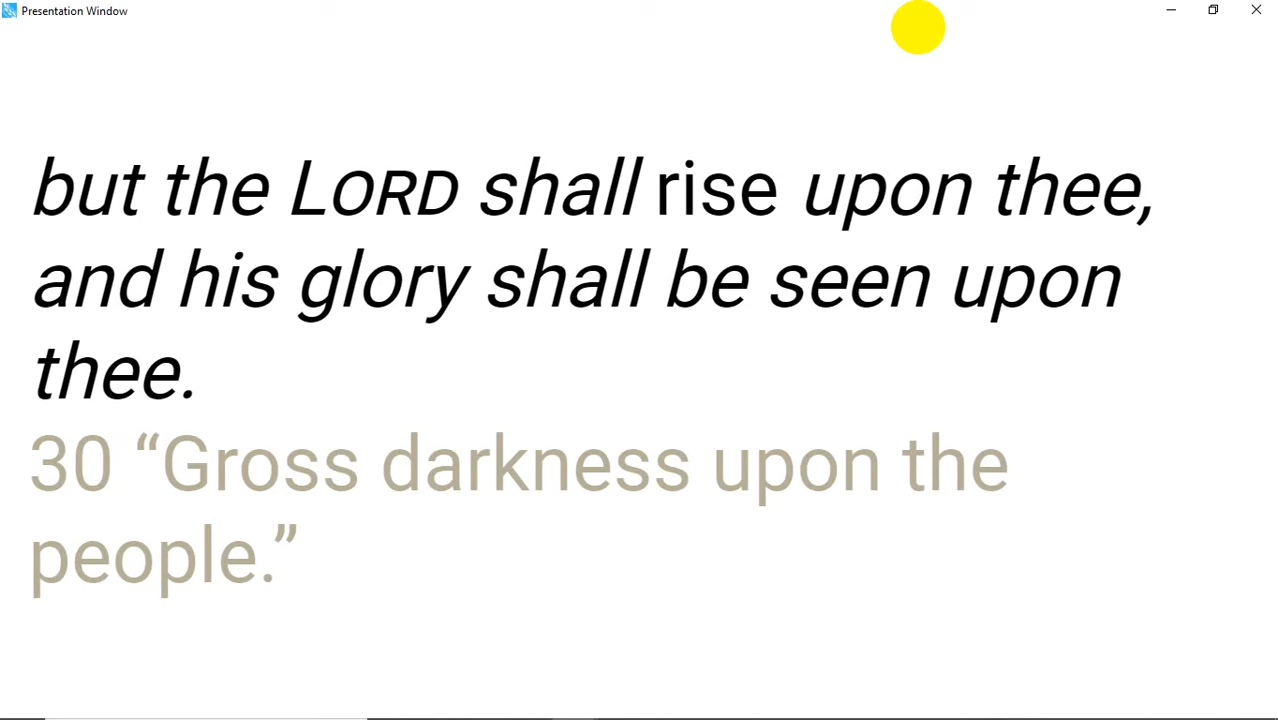 Presentation Window
but the LORD shall rise upon thee,
and his glory shall be seen upon
thee.
30 “Gross darkness upon the
people.”